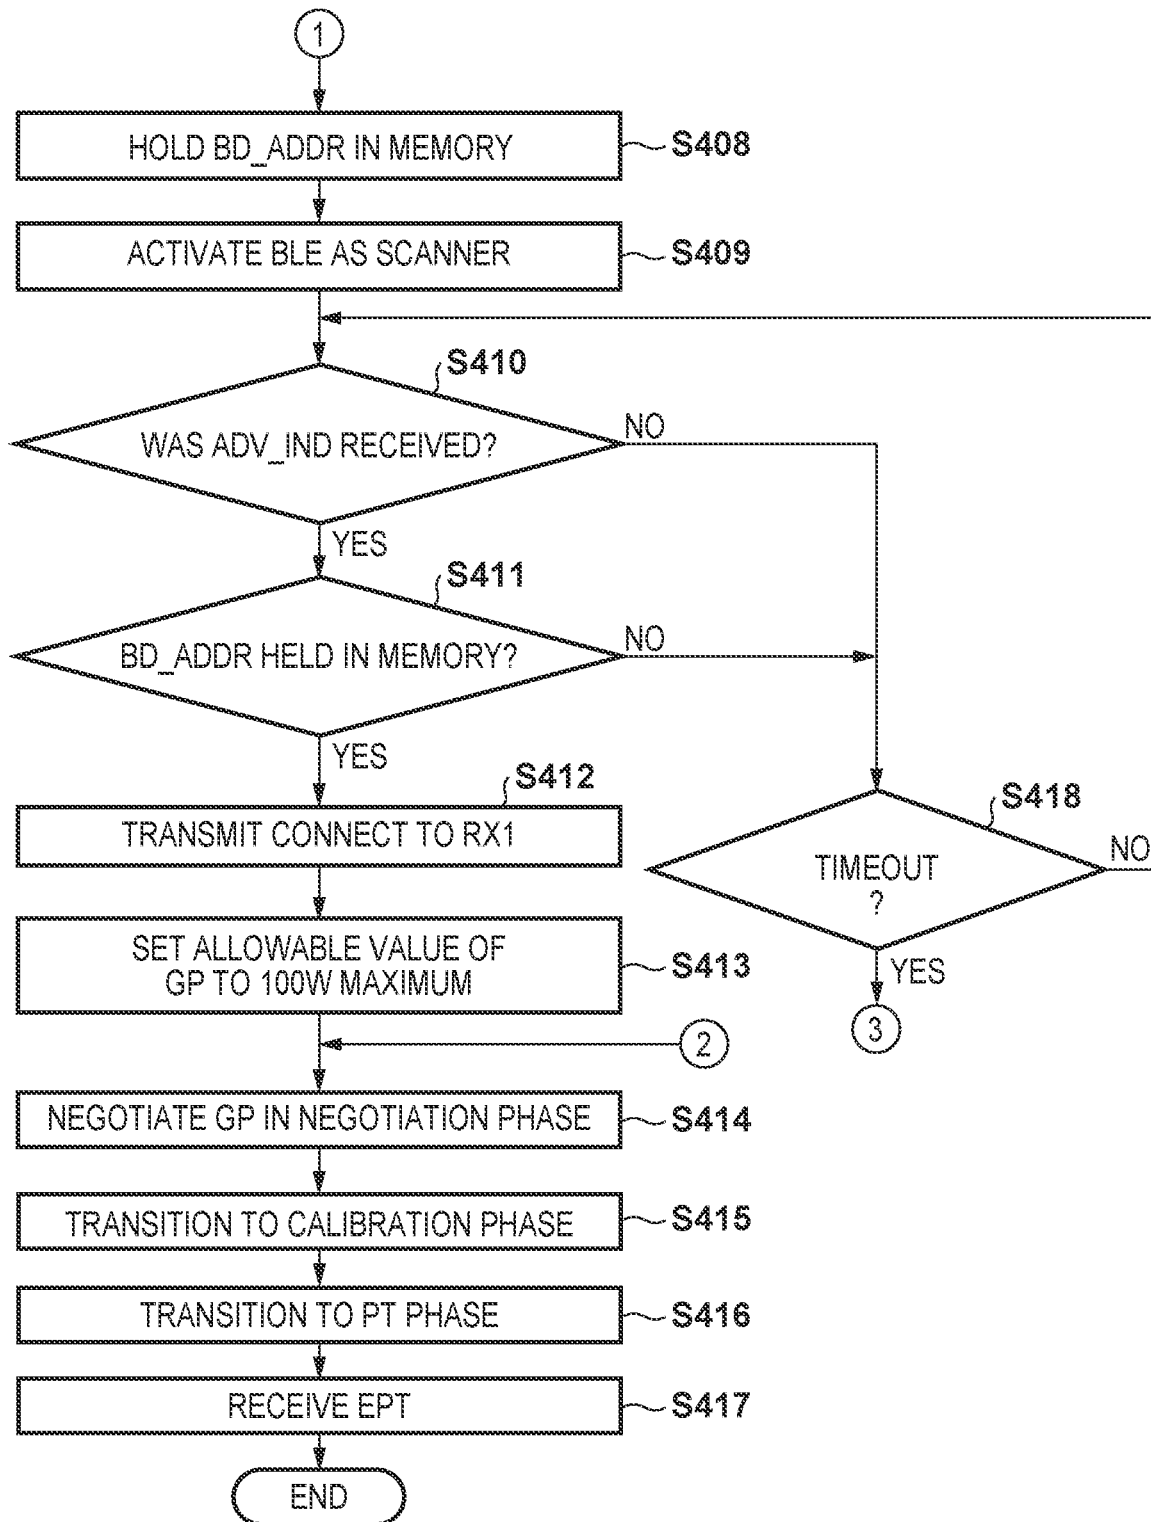 1
HOLD BD_ADDR IN MEMORY
S408
ACTIVATE BLE AS SCANNER
S409
S410
WAS ADV_IND RECEIVED?
NO
YES
S411
BD_ADDR HELD IN MEMORY?
NO
YES
S412
TRANSMIT CONNECT TO RX1
S418
TIMEOUT
?
NO
YES
3
SET ALLOWABLE VALUE OF
GP TO 100W MAXIMUM
S413
2
NEGOTIATE GP IN NEGOTIATION PHASE
S414
TRANSITION TO CALIBRATION PHASE
S415
TRANSITION TO PT PHASE
S416
RECEIVE EPT
S417
END